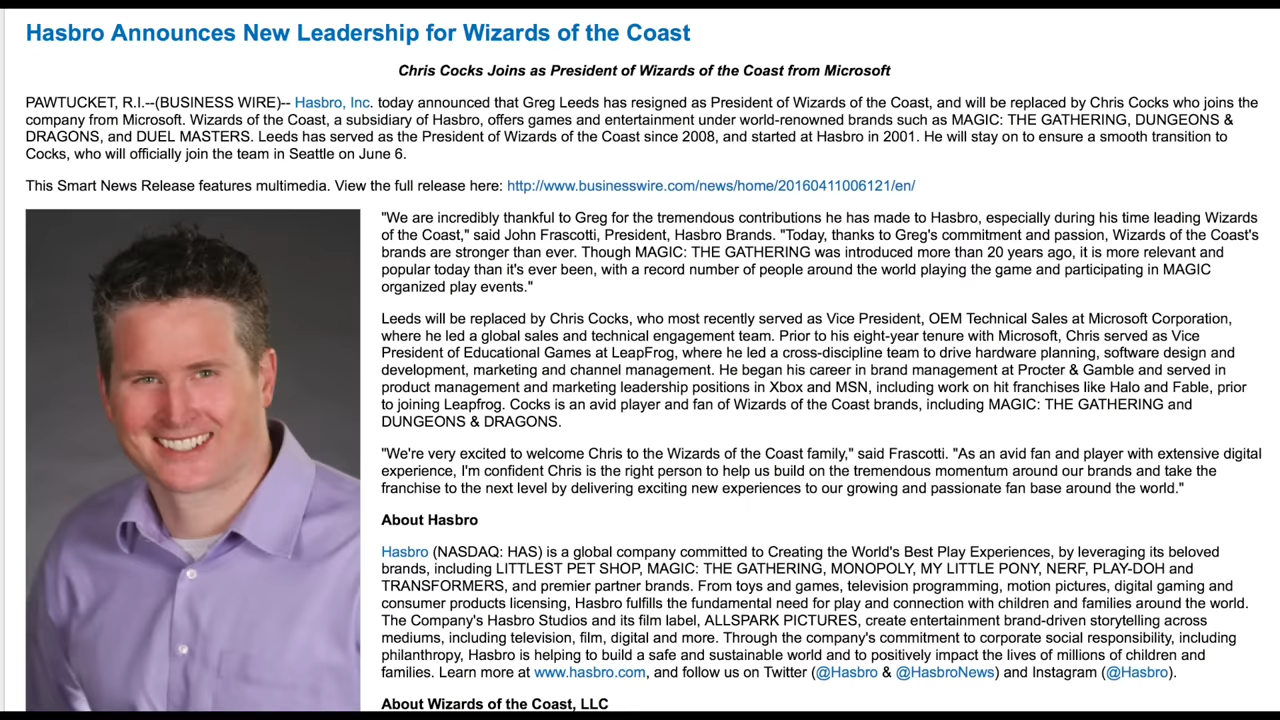 Hasbro Announces New Leadership for Wizards of the Coast
Chris Cocks Joins as President of Wizards of the Coast from Microsoft
PAWTUCKET, R.I.--(BUSINESS WIRE)-- Hasbro, Inc. today announced that Greg Leeds has resigned as President of Wizards of the Coast, and will be replaced by Chris Cocks who joins the
company from Microsoft. Wizards of the Coast, a subsidiary of Hasbro, offers games and entertainment under world-renowned brands such as MAGIC: THE GATHERING, DUNGEONS &
DRAGONS, and DUEL MASTERS. Leeds has served as the President of Wizards of the Coast since 2008, and started at Hasbro in 2001. He will stay on to ensure a smooth transition to
Cocks, who will officially join the team in Seattle on June 6.
This Smart News Release features multimedia. View the full release here: http://www.businesswire.com/news/home/20160411006121/en/
"We are incredibly thankful to Greg for the tremendous contributions he has made to Hasbro, especially during his time leading Wizards
of the Coast," said John Frascotti, President, Hasbro Brands. "Today, thanks to Greg's commitment and passion, Wizards of the Coast's
brands are stronger than ever. Though MAGIC: THE GATHERING was introduced more than 20 years ago, it is more relevant and
popular today than it's ever been, with a record number of people around the world playing the game and participating in MAGIC
organized play events."
Leeds will be replaced by Chris Cocks, who most recently served as Vice President, OEM Technical Sales at Microsoft Corporation,
where he led a global sales and technical engagement team. Prior to his eight-year tenure with Microsoft, Chris served as Vice
President of Educational Games at LeapFrog, where he led a cross-discipline team to drive hardware planning, software design and
development, marketing and channel management. He began his career in brand management at Procter & Gamble and served in
product management and marketing leadership positions in Xbox and MSN, including work on hit franchises like Halo and Fable, prior
to joining Leapfrog. Cocks is an avid player and fan of Wizards of the Coast brands, including MAGIC: THE GATHERING and
DUNGEONS & DRAGONS.
"We're very excited to welcome Chris to the Wizards of the Coast family," said Frascotti. "As an avid fan and player with extensive digital
experience, I'm confident Chris is the right person to help us build on the tremendous momentum around our brands and take the
franchise to the next level by delivering exciting new experiences to our growing and passionate fan base around the world."
About Hasbro
Hasbro (NASDAQ: HAS) is a global company committed to Creating the World's Best Play Experiences, by leveraging its beloved
brands, including LITTLEST PET SHOP, MAGIC: THE GATHERING, MONOPOLY, MY LITTLE PONY, NERF, PLAY-DOH and
TRANSFORMERS, and premier partner brands. From toys and games, television programming, motion pictures, digital gaming and
consumer products licensing, Hasbro fulfills the fundamental need for play and connection with children and families around the world.
The Company's Hasbro Studios and its film label, ALLSPARK PICTURES, create entertainment brand-driven storytelling across
mediums, including television, film, digital and more. Through the company's commitment to corporate social responsibility, including
philanthropy, Hasbro is helping to build a safe and sustainable world and to positively impact the lives of millions of children and
families. Learn more at www.hasbro.com, and follow us on Twitter (@Hasbro & @HasbroNews) and Instagram (@Hasbro).
About Wizards of the Coast, LLC